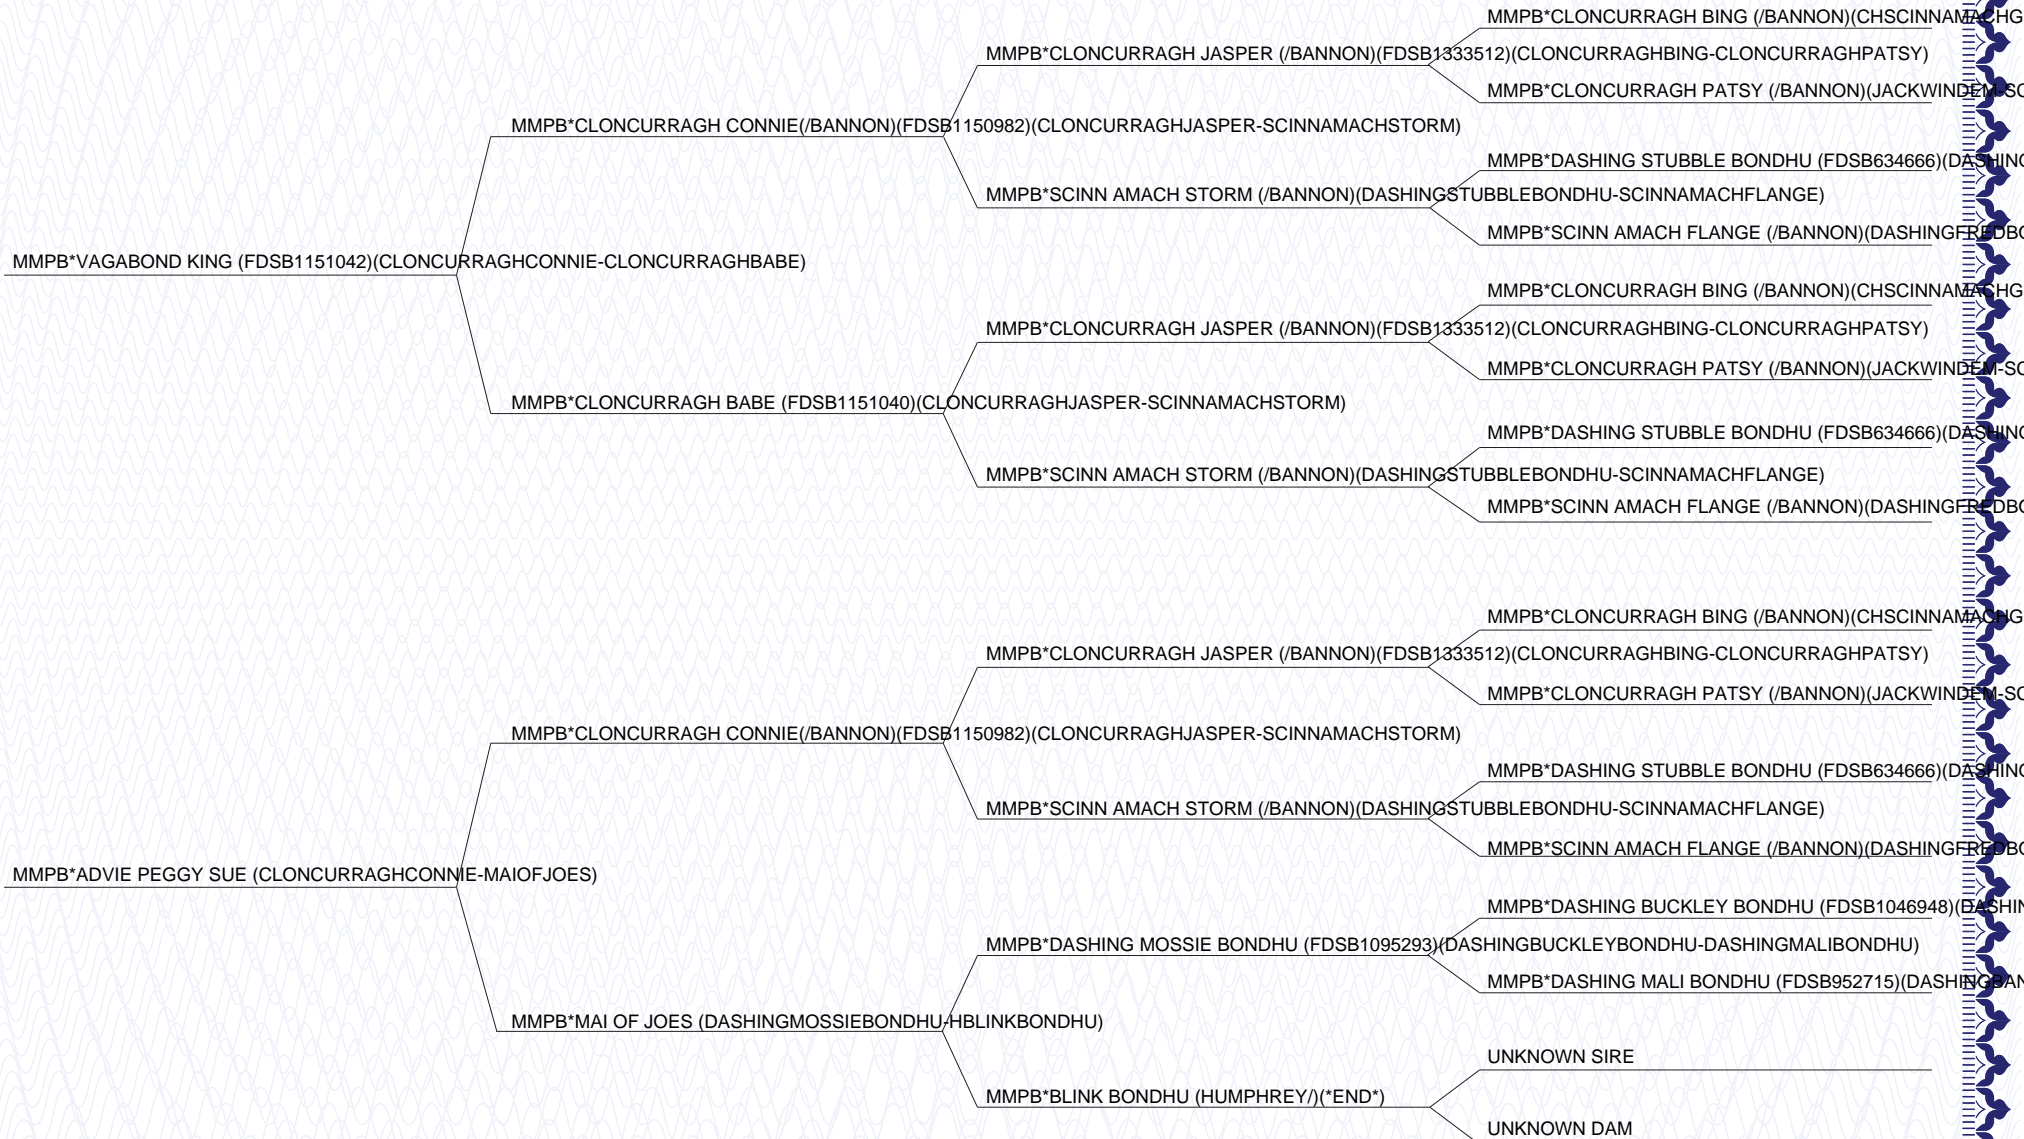 MMPB*CLONCURRAGH BING (/BANNON)(CHSCINNAMACHG
MMPB*CLONCURRAGH JASPER (/BANNON)(FDSB1333512)(CLONCURRAGHBING-CLONCURRAGHPATSY)
MMPB*CLONCURRAGH PATSY (/BANNON)(JACKWINDEM-SC
MMPB*CLONCURRAGH CONNIE(/BANNON)(FDSB1150982)(CLONCURRAGHJASPER-SCINNAMACHSTORM)
MMPB*DASHING STUBBLE BONDHU (FDSB634666)(DASHING
MMPB*SCINN AMACH STORM (/BANNON)(DASHINGSTUBBLEBONDHU-SCINNAMACHFLANGE)
MMPB*SCINN AMACH FLANGE (/BANNON)(DASHINGFREDBO
MMPB*VAGABOND KING (FDSB1151042)(CLONCURRAGHCONNIE-CLONCURRAGHBABE)
MMPB*CLONCURRAGH BING (/BANNON)(CHSCINNAMACHG
MMPB*CLONCURRAGH JASPER (/BANNON)(FDSB1333512)(CLONCURRAGHBING-CLONCURRAGHPATSY)
MMPB*CLONCURRAGH PATSY (/BANNON)(JACKWINDEM-SC
MMPB*CLONCURRAGH BABE (FDSB1151040)(CLONCURRAGHJASPER-SCINNAMACHSTORM)
MMPB*DASHING STUBBLE BONDHU (FDSB634666)(DASHING
MMPB*SCINN AMACH STORM (/BANNON)(DASHINGSTUBBLEBONDHU-SCINNAMACHFLANGE)
MMPB*SCINN AMACH FLANGE (/BANNON)(DASHINGFREDBO
MMPB*CLONCURRAGH BING (/BANNON)(CHSCINNAMACHG
MMPB*CLONCURRAGH JASPER (/BANNON)(FDSB1333512)(CLONCURRAGHBING-CLONCURRAGHPATSY)
MMPB*CLONCURRAGH PATSY (/BANNON)(JACKWINDEM-SC
MMPB*CLONCURRAGH CONNIE(/BANNON)(FDSB1150982)(CLONCURRAGHJASPER-SCINNAMACHSTORM)
MMPB*DASHING STUBBLE BONDHU (FDSB634666)(DASHING
MMPB*SCINN AMACH STORM (/BANNON)(DASHINGSTUBBLEBONDHU-SCINNAMACHFLANGE)
MMPB*SCINN AMACH FLANGE (/BANNON)(DASHINGFREDBO
MMPB*ADVIE PEGGY SUE (CLONCURRAGHCONNIE-MAIOFJOES)
MMPB*DASHING BUCKLEY BONDHU (FDSB1046948)(DASHIN
MMPB*DASHING MOSSIE BONDHU (FDSB1095293)(DASHINGBUCKLEYBONDHU-DASHINGMALIBONDHU)
MMPB*DASHING MALI BONDHU (FDSB952715)(DASHINGBAN
MMPB*MAI OF JOES (DASHINGMOSSIEBONDHU-HBLINKBONDHU)
UNKNOWN SIRE
MMPB*BLINK BONDHU (HUMPHREY/)(*END*)
UNKNOWN DAM